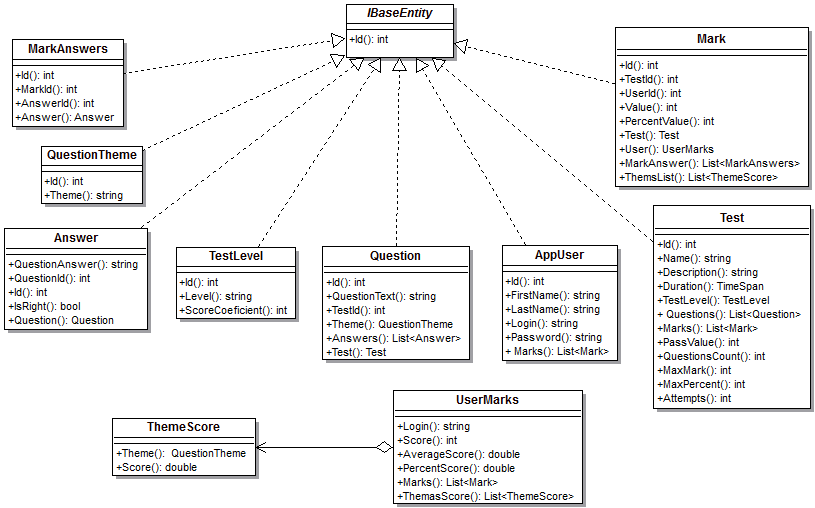 IBaseEntity
+Id(): int
MarkAnswers
+Id(): int
+MarkId(): int
+AnswerId(): int
+Answer(): Answer
Mark
+Id(): int
+TestId(): int
+UserId(): int
+Value(): int
+PercentValue(): int
+Test(): Test
+User(): UserMarks
+MarkAnswer(): List<MarkAnswers>
+ThemsList(): List<ThemeScore>
QuestionTheme
+Id(): int
+Theme(): string
Answer
+QuestionAnswer(): string
+QuestionId(): int
+Id(): int
+IsRight(): bool
+Question(): Question
TestLevel
+Id(): int
+Level(): string
+ScoreCoeficient(): int
Question
+Id(): int
+QuestionText(): string
+TestId(): int
+Theme(): QuestionTheme
+Answers(): List<Answer>
+Test(): Test
AppUser
+Id(): int
+FirstName(): string
+LastName(): string
+Login(): string
+Password(): string
+ Marks(): List<Mark>
Test
+Id(): int
+Name(): string
+Description(): string
+Duration(): TimeSpan
+TestLevel(): TestLevel
+ Questions(): List<Question>
+Marks(): List<Mark>
+PassValue(): int
+QuestionsCount(): int
+MaxMark(): int
+MaxPercent(): int
+Attempts(): int
ThemeScore
+Theme(): QuestionTheme
+Score(): double
UserMarks
+Login(): string
+Score(): int
+AverageScore(): double
+PercentScore(): double
+Marks(): List<Mark>
+ThemasScore(): List<ThemeScore>